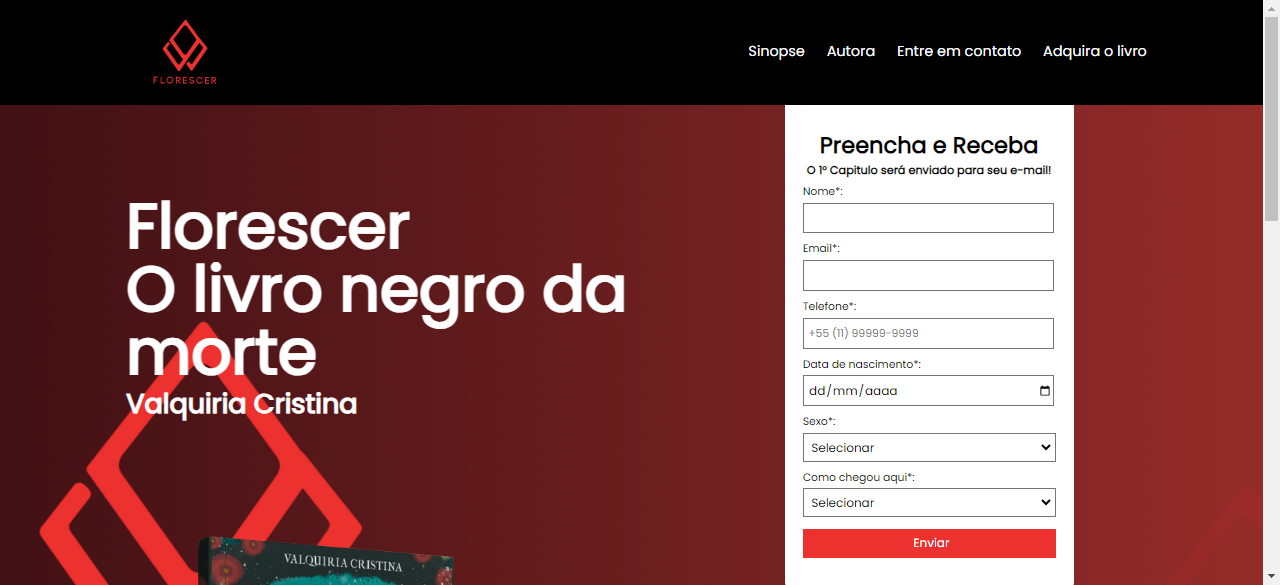 FLORESCER
Sinopse Autora Entre em contato Adquira o livro
Florescer
O livro negro da
morte
Valquiria Cristina
VALQUIRIA CRISTINA
Preencha e Receba
O 1º Capitulo será enviado para seu e-mail!
Nome*:
Email*:
Telefone*:
+55 (11) 99999-9999
Data de nascimento*:
dd/mm/aaaa
Sexo*:
Selecionar
Como chegou aqui*:
Selecionar
Enviar